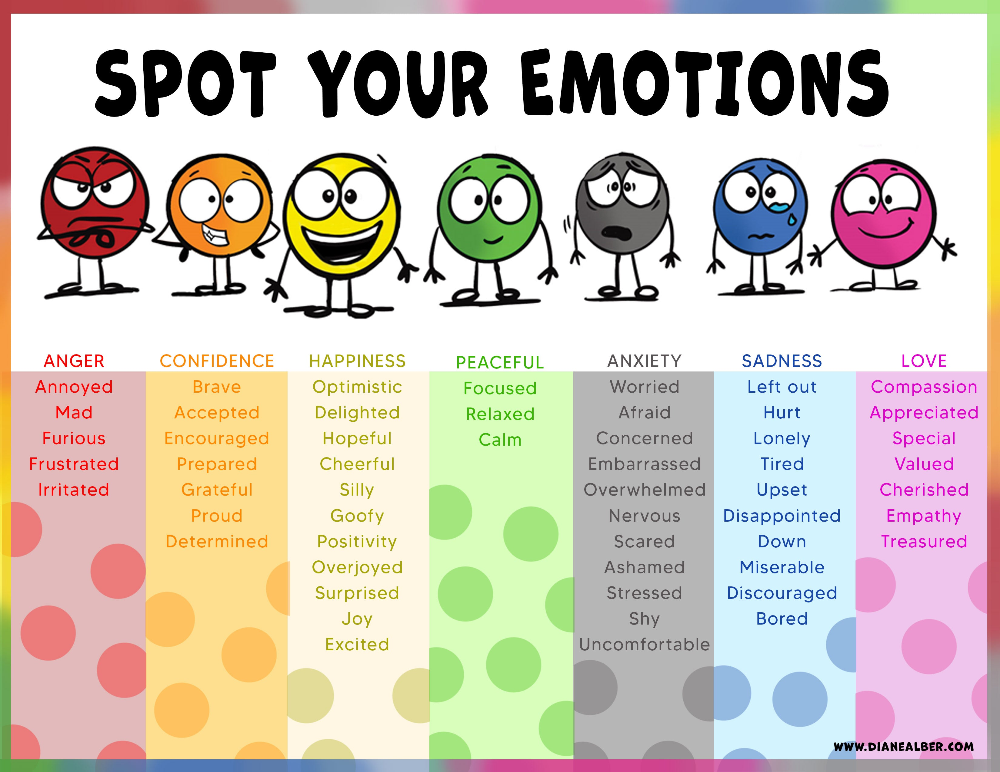 SPOT YOUR EMOTIONS
ANGER
Annoyed
Mad
Furious
Frustrated
Irritated
CONFIDENCE
Brave
Accepted
Encouraged
Prepared
Grateful
Proud
Determined
HAPPINESS
Optimistic
Delighted
Hopeful
Cheerful
Silly
Goofy
Positivity
Overjoyed
Surprised
Joy
Excited
PEACEFUL
Focused
Relaxed
Calm
ANXIETY
Worried
Afraid
Concerned
Embarrassed
Overwhelmed
Nervous
Scared
Ashamed
Stressed
Shy
Uncomfortable
SADNESS
Left out
Hurt
Lonely
Tired
Upset
Disappointed
Down
Miserable
Discouraged
Bored
LOVE
Compassion
Appreciated
Special
Valued
Cherished
Empathy
Treasured
WWW.DIANEALBER.COM